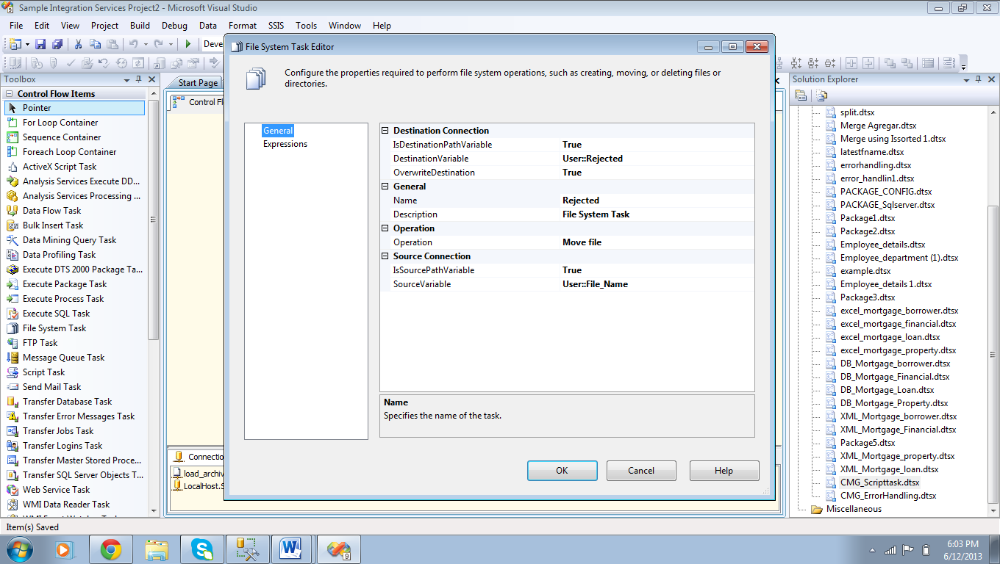 Sample Integration Services Project2 - Microsoft Visual Studio
File Edit View Project Build Debug Data Format SSIS Tools Window Help
Deve
Toolbox
Control Flow Items
Pointer
For Loop Container
Sequence Container
Foreach Loop Container
ActiveX Script Task
Analysis Services Execute DD...
Analysis Services Processing ...
Data Flow Task
Bulk Insert Task
Data Mining Query Task
Data Profiling Task
Execute DTS 2000 Package Ta...
Execute Package Task
Execute Process Task
Execute SQL Task
File System Task
FTP Task
Message Queue Task
Script Task
Send Mail Task
Transfer Database Task
Transfer Error Messages Task
Transfer Jobs Task
Transfer Logins Task
Transfer Master Stored Proce...
Transfer SQL Server Objects T...
Web Service Task
WMI Data Reader Task
Start Page
Control Fl
Connectio
load_archiv
LocalHost.S
File System Task Editor
Configure the properties required to perform file system operations, such as creating, moving, or deleting files or
directories.
General
Expressions
Destination Connection
IsDestinationPathVariable True
DestinationVariable User::Rejected
OverwriteDestination True
General
Name Rejected
Description File System Task
Operation
Operation Move file
Source Connection
IsSourcePathVariable True
SourceVariable User::File_Name
Name
Specifies the name of the task.
OK Cancel Help
Solution Explorer
split.dtsx
Merge Agregar.dtsx
Merge using Issorted 1.dtsx
latestfname.dtsx
errorhandling.dtsx
error_handlin1.dtsx
PACKAGE_CONFIG.dtsx
PACKAGE_Sqlserver.dtsx
Package1.dtsx
Package2.dtsx
Employee_details.dtsx
Employee_department (1).dtsx
example.dtsx
Employee_details 1.dtsx
Package3.dtsx
excel_mortgage_borrower.dtsx
excel_mortgage_financial.dtsx
excel_mortgage_loan.dtsx
excel_mortgage_property.dtsx
DB_Mortgage_borrower.dtsx
DB_Mortgage_Financial.dtsx
DB_Mortgage_Loan.dtsx
DB_Mortgage_Property.dtsx
XML_Mortgage_borrower.dtsx
XML_Mortgage_Financial.dtsx
Package5.dtsx
XML_Mortgage_property.dtsx
XML_Mortgage_loan.dtsx
CMG_Scripttask.dtsx
CMG_ErrorHandling.dtsx
Miscellaneous
Item(s) Saved
6:03 PM
6/12/2013